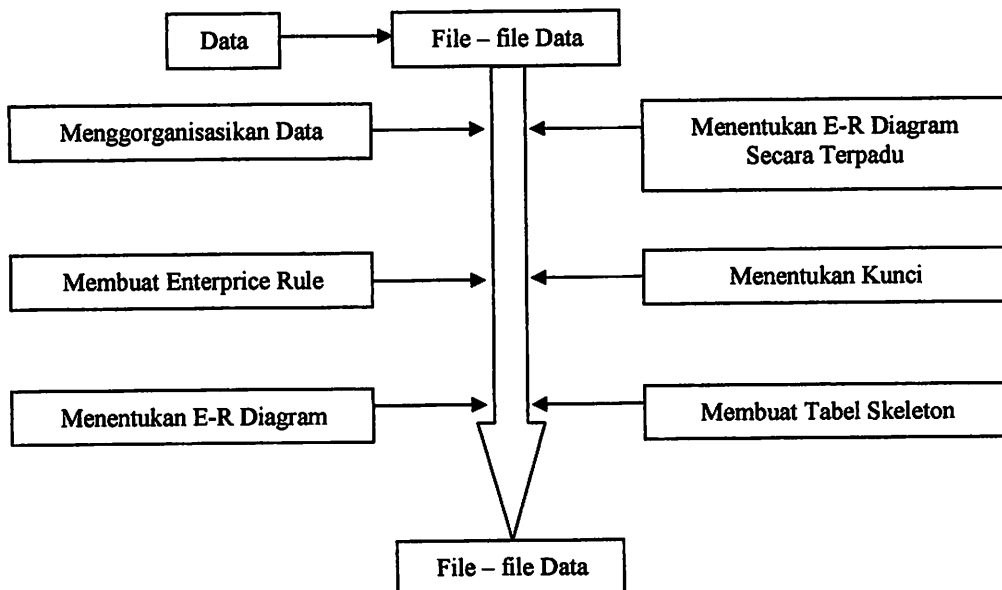 Data
File – file Data
Menggorganisasikan Data
Menentukan E-R Diagram
Secara Terpadu
Membuat Enterprice Rule
Menentukan Kunci
Menentukan E-R Diagram
Membuat Tabel Skeleton
File – file Data